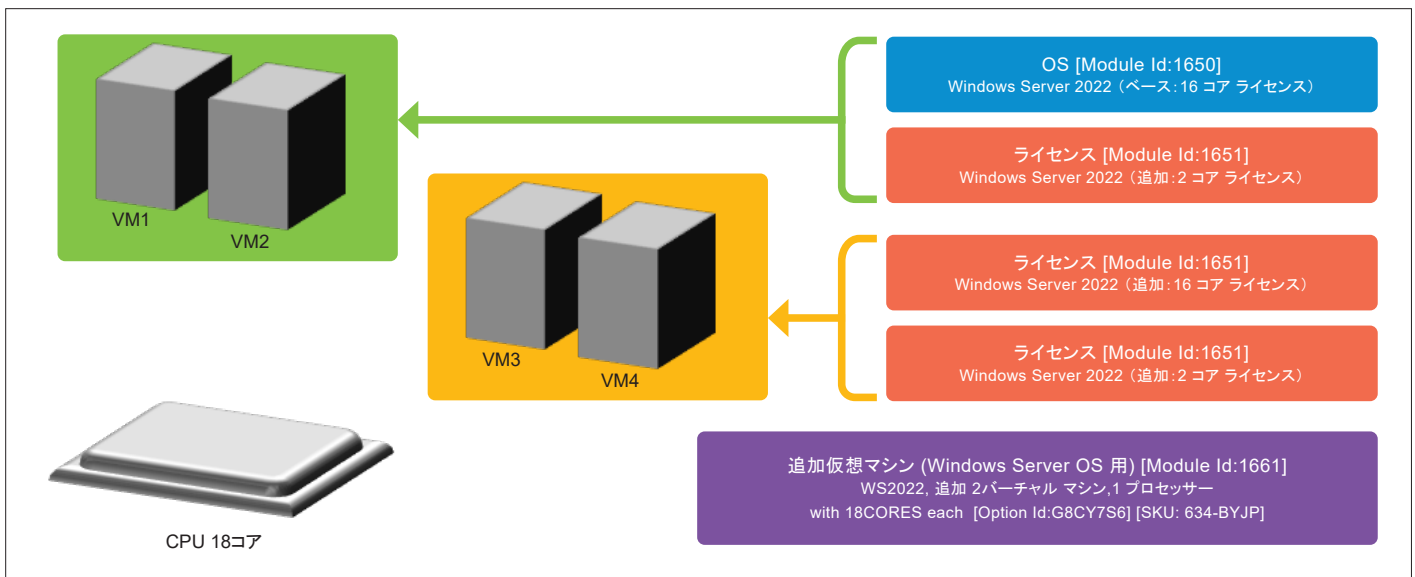 VM1
VM2
OS [Module Id:1650]
Windows Server 2022（ベース：16 コア ライセンス）
ライセンス [Module Id:1651]
Windows Server 2022（追加：2 コア ライセンス）
VM3
VM4
ライセンス [Module Id:1651]
Windows Server 2022（追加：16 コア ライセンス）
ライセンス [Module Id:1651]
Windows Server 2022（追加：2 コア ライセンス）
CPU 18コア
追加仮想マシン (Windows Server OS 用) [Module Id:1661]
WS2022, 追加 2バーチャル マシン,1 プロセッサー
with 18CORES each [Option Id:G8CY7S6] [SKU: 634-BYJP]